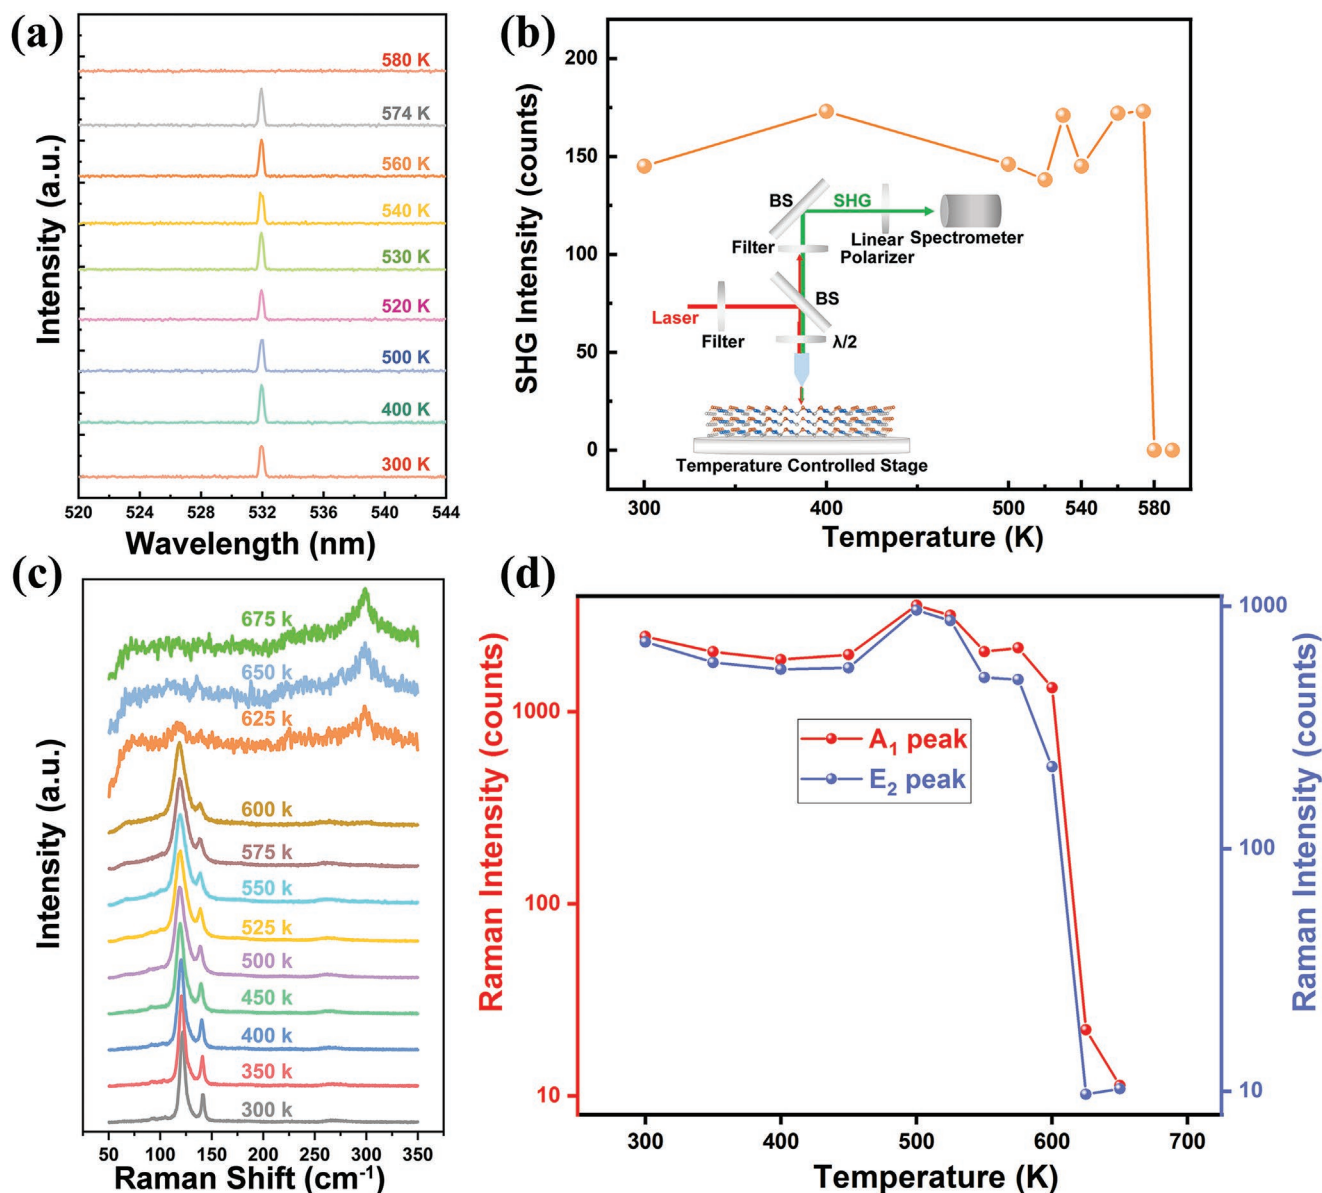 (a)
580 K
574 K
560 K
540 K
530 K
520 K
500 K
400 K
300 K
Intensity (a.u.)
520 524 528 532 536 540 544
Wavelength (nm)
(b)
200
150
100
50
0
SHG Intensity (counts)
BS
SHG
Filter
Linear
Polarizer
Spectrometer
BS
Laser
Filter
λ/2
Temperature Controlled Stage
300 400 500 540 580
Temperature (K)
(c)
675 k
650 k
625 k
600 k
575 k
550 k
525 k
500 k
450 k
400 k
350 k
300 k
Intensity (a.u.)
50 100 150 200 250 300 350
Raman Shift (cm⁻¹)
(d)
1000
100
10
Raman Intensity (counts)
A₁ peak
E₂ peak
1000
100
10
Raman Intensity (counts)
300 400 500 600 700
Temperature (K)